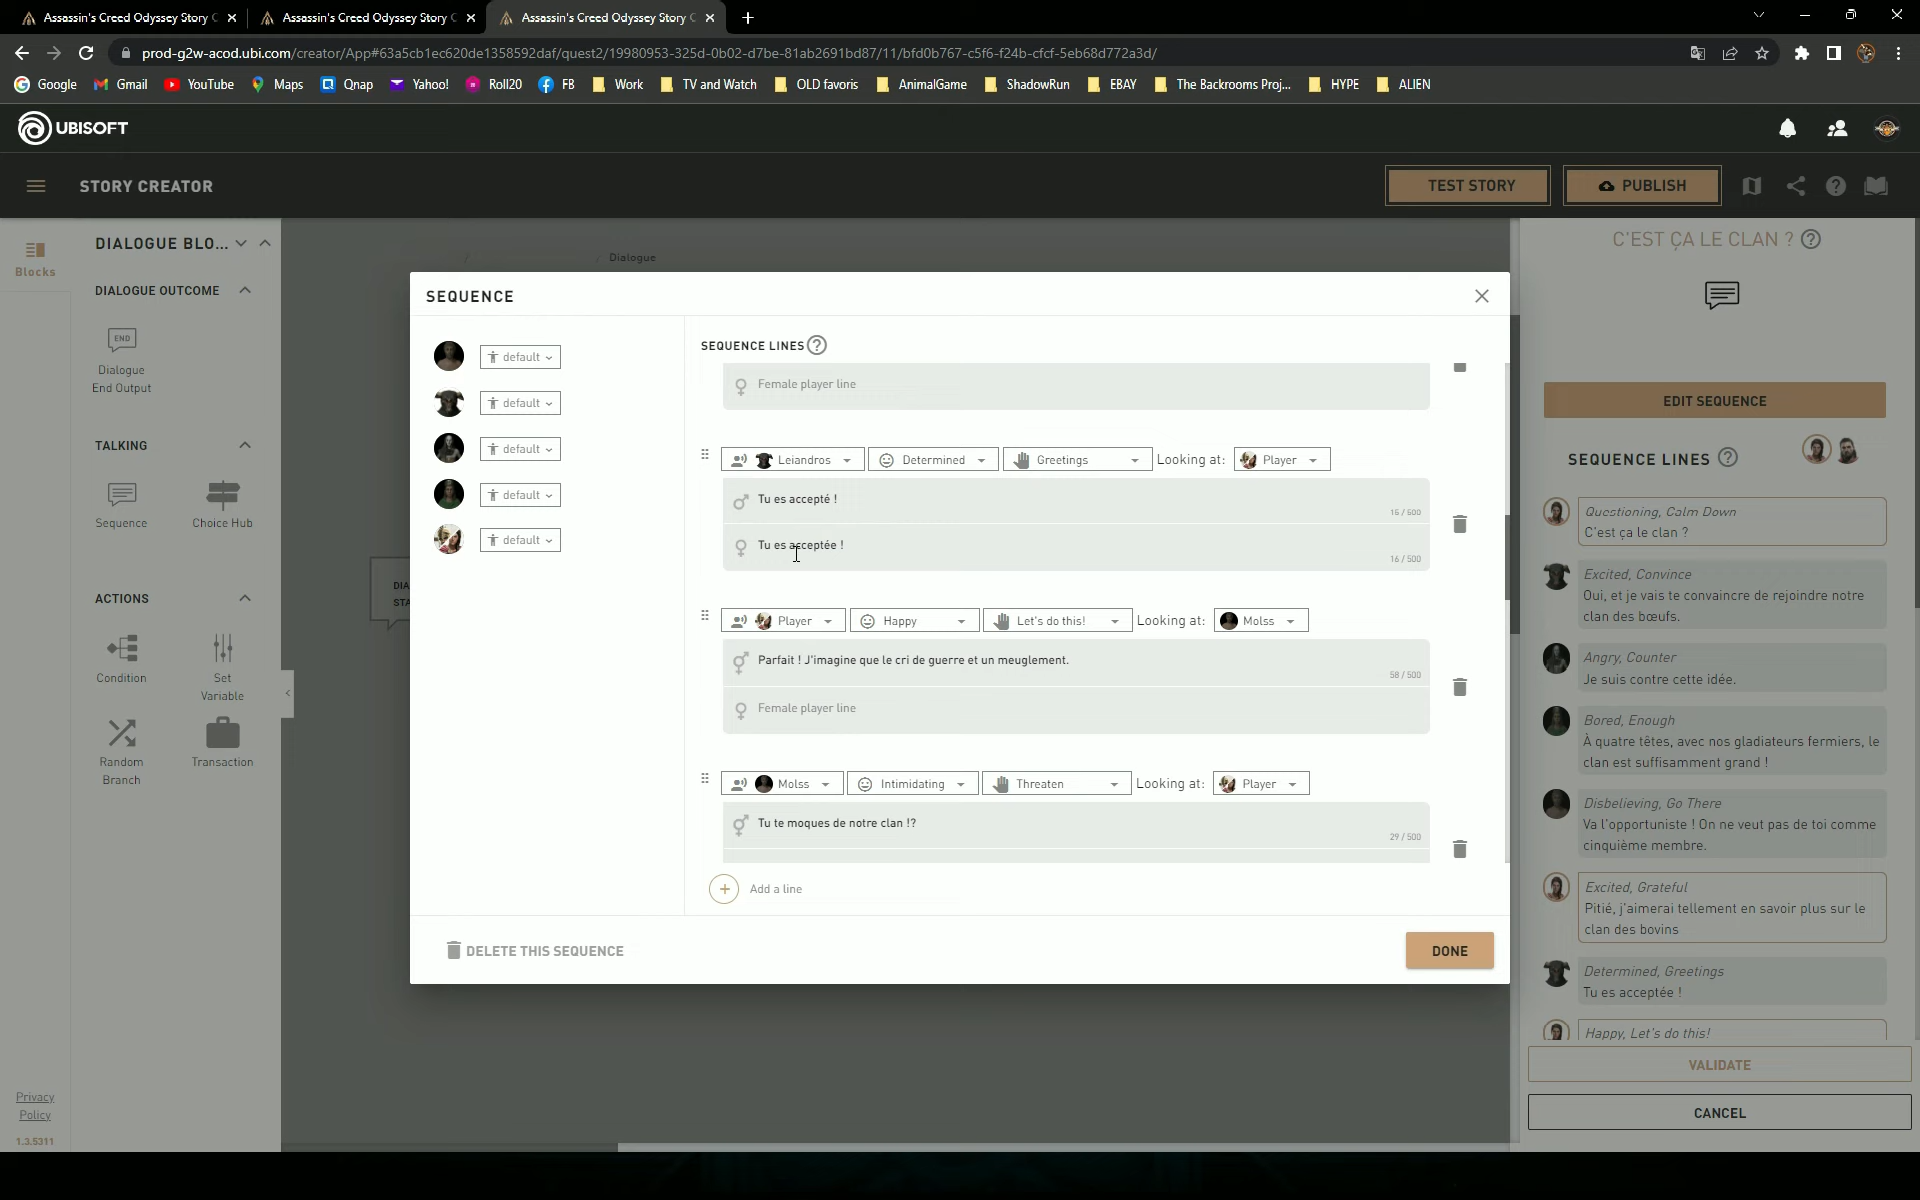 Assassin's Creed Odyssey Story C
Assassin's Creed Odyssey Story C
Assassin's Creed Odyssey Story C
prod-g2w-acod.ubi.com/creator/App#63a5cb1ec620de1358592daf/quest2/19980953-325d-0b02-d7be-81ab2691bd87/11/bfd0b767-c5f6-f24b-cfcf-5eb68d772a3d/
Google Gmail YouTube Maps Qnap Yahoo! Roll20 FB Work TV and Watch OLD favoris AnimalGame ShadowRun EBAY The Backrooms Proj... HYPE ALIEN
UBISOFT
STORY CREATOR
TEST STORY
PUBLISH
Blocks
DIALOGUE BLO...
DIALOGUE OUTCOME
END
Dialogue
End Output
TALKING
Sequence
Choice Hub
ACTIONS
Condition
Set
Variable
Random
Branch
Transaction
Privacy
Policy
1.3.5311
/ / Dialogue
DIA
STA
SEQUENCE
default
default
default
default
default
SEQUENCE LINES
Female player line
Leiandros Determined Greetings Looking at: Player
Tu es accepté !
15 / 500
Tu es acceptée !
16 / 500
Player Happy Let's do this! Looking at: Molss
Parfait ! J'imagine que le cri de guerre et un meuglement.
58 / 500
Female player line
Molss Intimidating Threaten Looking at: Player
Tu te moques de notre clan !?
29 / 500
Add a line
DELETE THIS SEQUENCE
DONE
C'EST ÇA LE CLAN ?
EDIT SEQUENCE
SEQUENCE LINES
Questioning, Calm Down
C'est ça le clan ?
Excited, Convince
Oui, et je vais te convaincre de rejoindre notre
clan des bœufs.
Angry, Counter
Je suis contre cette idée.
Bored, Enough
À quatre têtes, avec nos gladiateurs fermiers, le
clan est suffisamment grand !
Disbelieving, Go There
Va l'opportuniste ! On ne veut pas de toi comme
cinquième membre.
Excited, Grateful
Pitié, j'aimerai tellement en savoir plus sur le
clan des bovins
Determined, Greetings
Tu es acceptée !
Happy, Let's do this!
VALIDATE
CANCEL